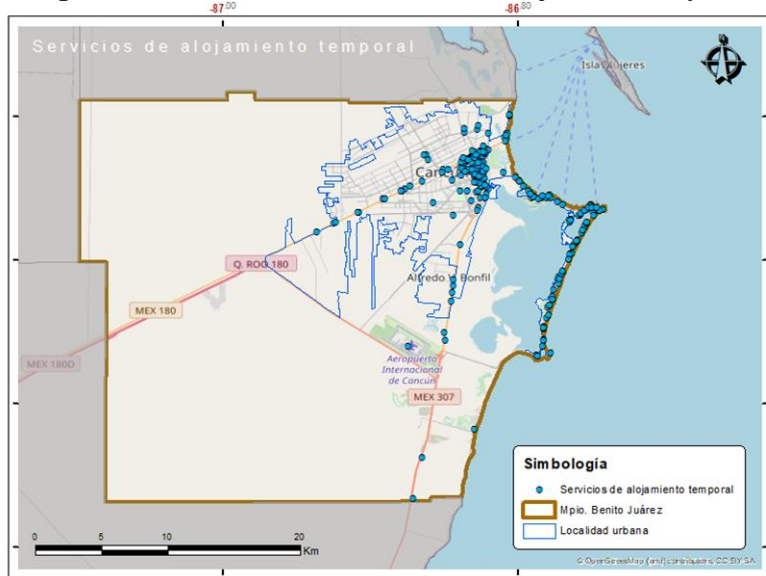 -87.00
-86.80
Servicios de alojamiento temporal
Isla Mujeres
Q. ROO 180
Alfredo V. Bonfil
MEX 180
MEX 180D
Aeropuerto
Internacional
de Cancún
MEX 307
Simbología
Servicios de alojamiento temporal
Mpio. Benito Juárez
Localidad urbana
0 5 10 20
Km
© OpenStreetMap (and) contributors, CC-BY-SA